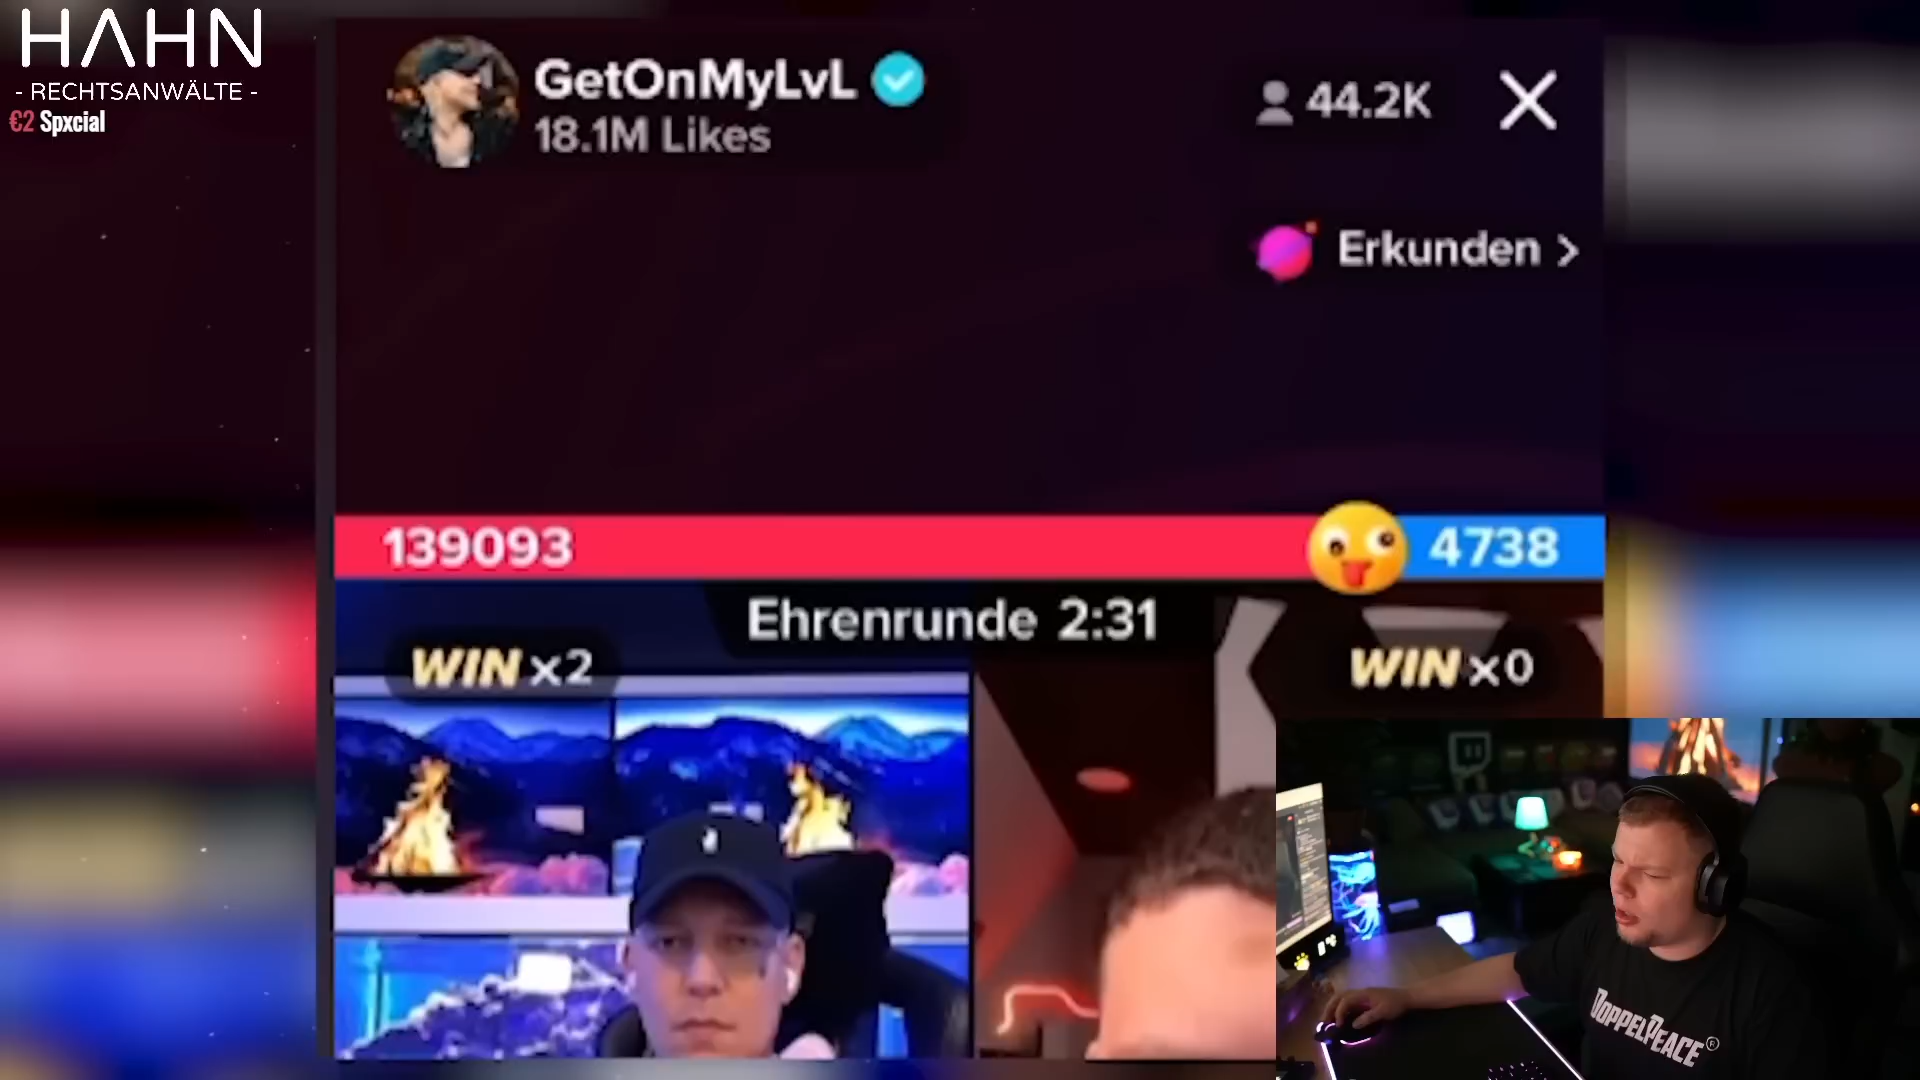 HAHN
- RECHTSANWÄLTE -
€2 Spxcial
GetOnMyLvL
18.1M Likes
44.2K
Erkunden >
139093
4738
Ehrenrunde 2:31
WIN x2
WIN x0
DOPPELPEACE®